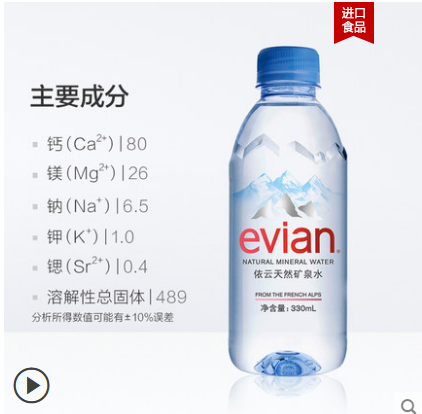 进口
食品
主要成分
钙(Ca²⁺)|80
镁(Mg²⁺)|26
钠(Na⁺)|6.5
钾(K⁺)|1.0
锶(Sr²⁺)|0.4
溶解性总固体|489
分析所得数值可能有±10%误差
evian®
NATURAL MINERAL WATER
依云天然矿泉水
FROM THE FRENCH ALPS
净含量:330mL